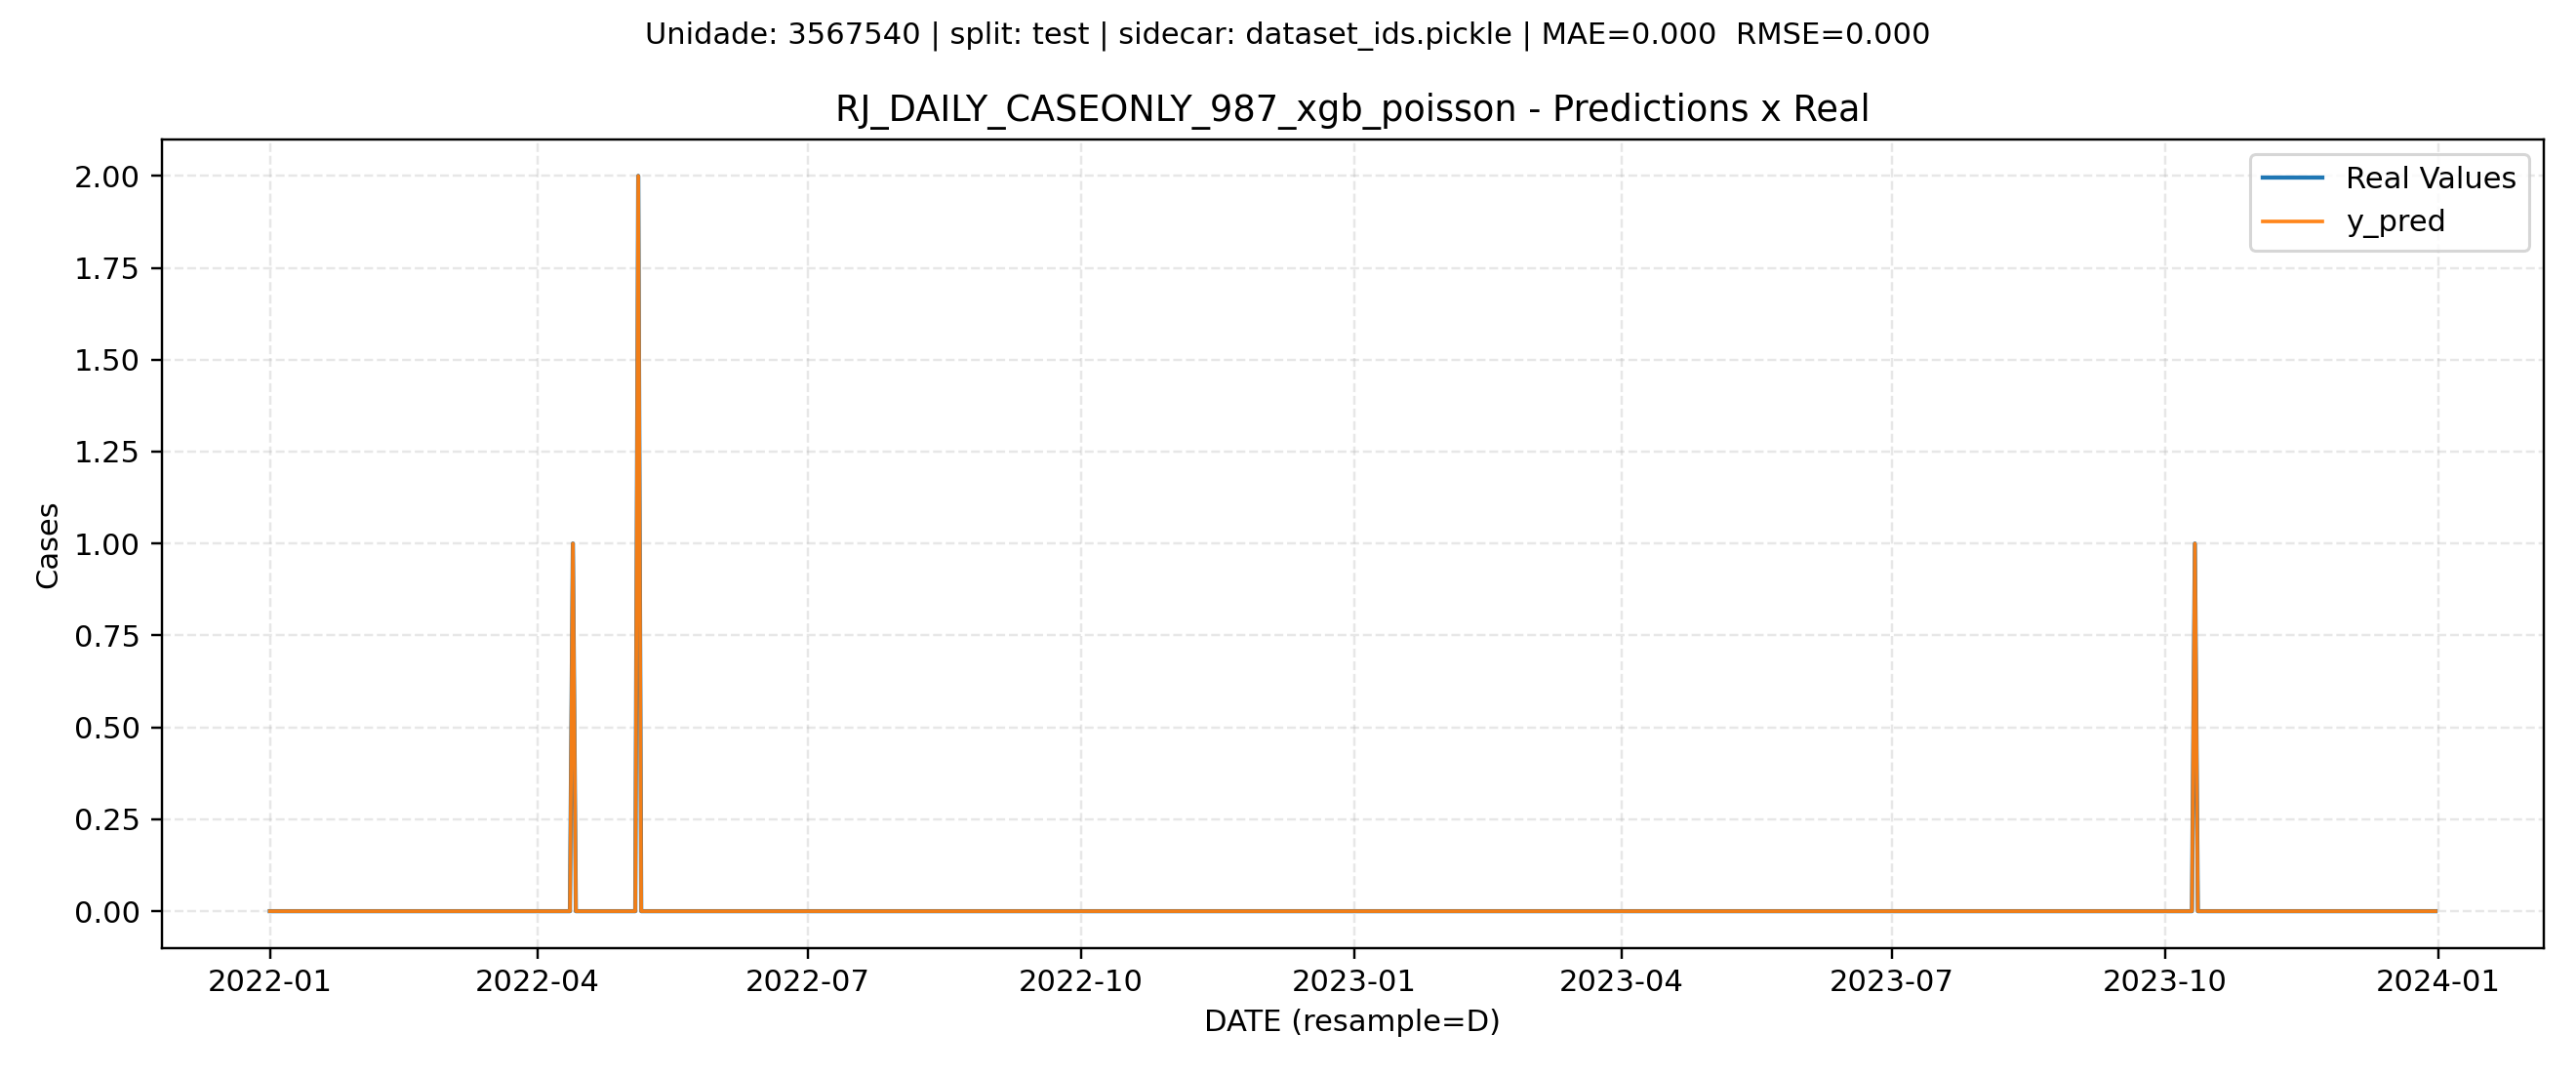 Unidade: 3567540 | split: test | sidecar: dataset_ids.pickle | MAE=0.000  RMSE=0.000
RJ_DAILY_CASEONLY_987_xgb_poisson - Predictions x Real
Real Values
y_pred
Cases
2.00
1.75
1.50
1.25
1.00
0.75
0.50
0.25
0.00
2022-01 2022-04 2022-07 2022-10 2023-01 2023-04 2023-07 2023-10 2024-01
DATE (resample=D)